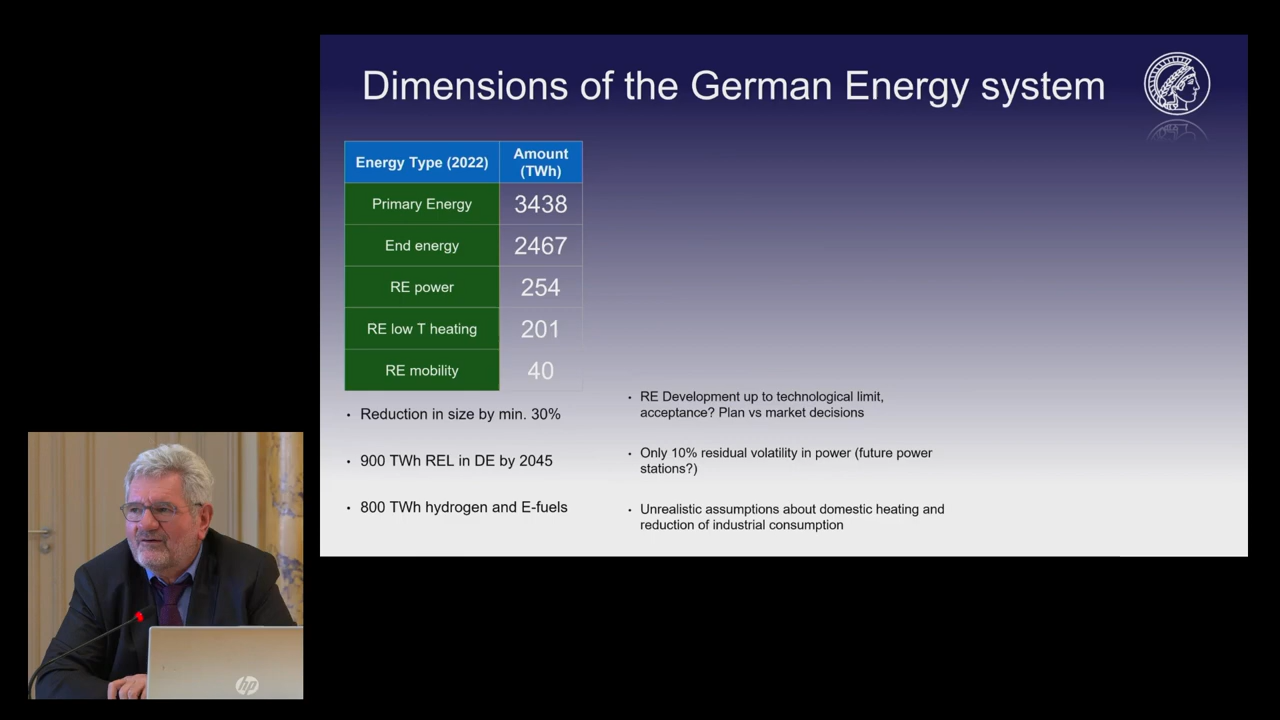 Dimensions of the German Energy system
Energy Type (2022)
Amount
(TWh)
Primary Energy
3438
End energy
2467
RE power
254
RE low T heating
201
RE mobility
40
• Reduction in size by min. 30%
• 900 TWh REL in DE by 2045
• 800 TWh hydrogen and E-fuels
• RE Development up to technological limit,
acceptance? Plan vs market decisions
• Only 10% residual volatility in power (future power
stations?)
• Unrealistic assumptions about domestic heating and
reduction of industrial consumption
hp